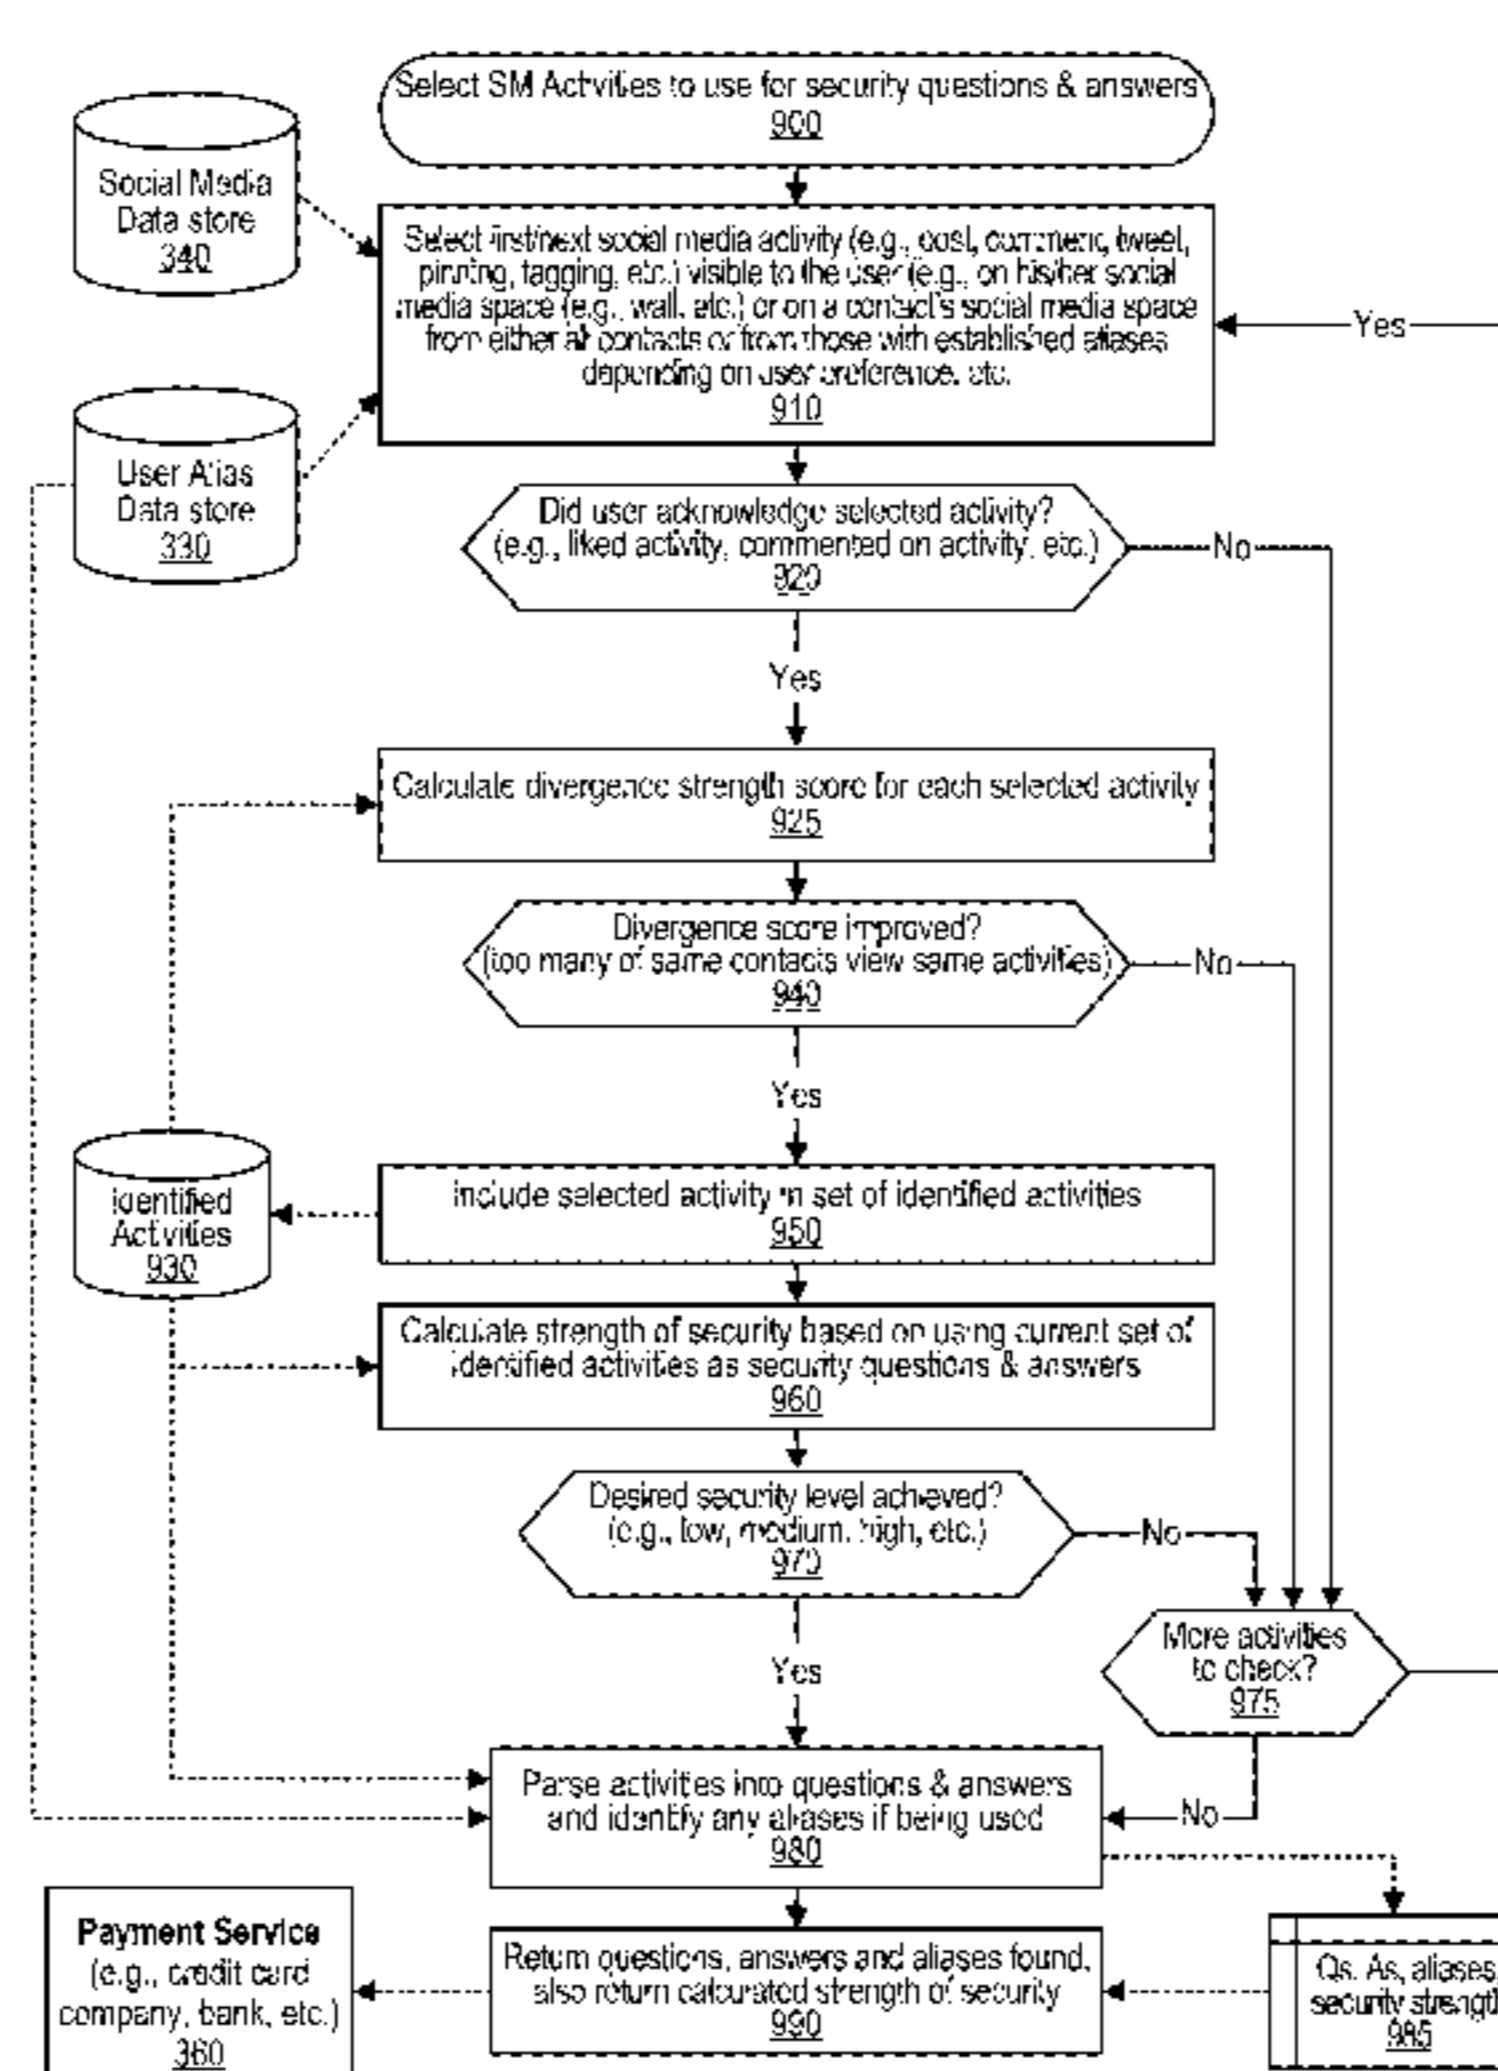 Select SM Activities to use for security questions & answers
900
Social Media
Data store
340
Select first/next social media activity (e.g., post, comment, tweet,
pinning, tagging, etc.) visible to the user (e.g., on his/her social
media space (e.g., wall, etc.) or on a contact's social media space
from either all contacts or from those with established aliases
depending on user preference, etc.
910
Yes
User Alias
Data store
330
Did user acknowledge selected activity?
(e.g., liked activity, commented on activity, etc.)
920
No
Yes
Calculate divergence strength score for each selected activity
925
Divergence score improved?
(too many of same contacts view same activities)
940
No
Yes
Identified
Activities
930
Include selected activity in set of identified activities
950
Calculate strength of security based on using current set of
identified activities as security questions & answers
960
Desired security level achieved?
(e.g., low, medium, high, etc.)
970
No
Yes
More activities
to check?
975
Parse activities into questions & answers
and identify any aliases if being used
980
No
Payment Service
(e.g., credit card
company, bank, etc.)
360
Return questions, answers and aliases found,
also return calculated strength of security
990
Qs, As, aliases,
security strengt
985